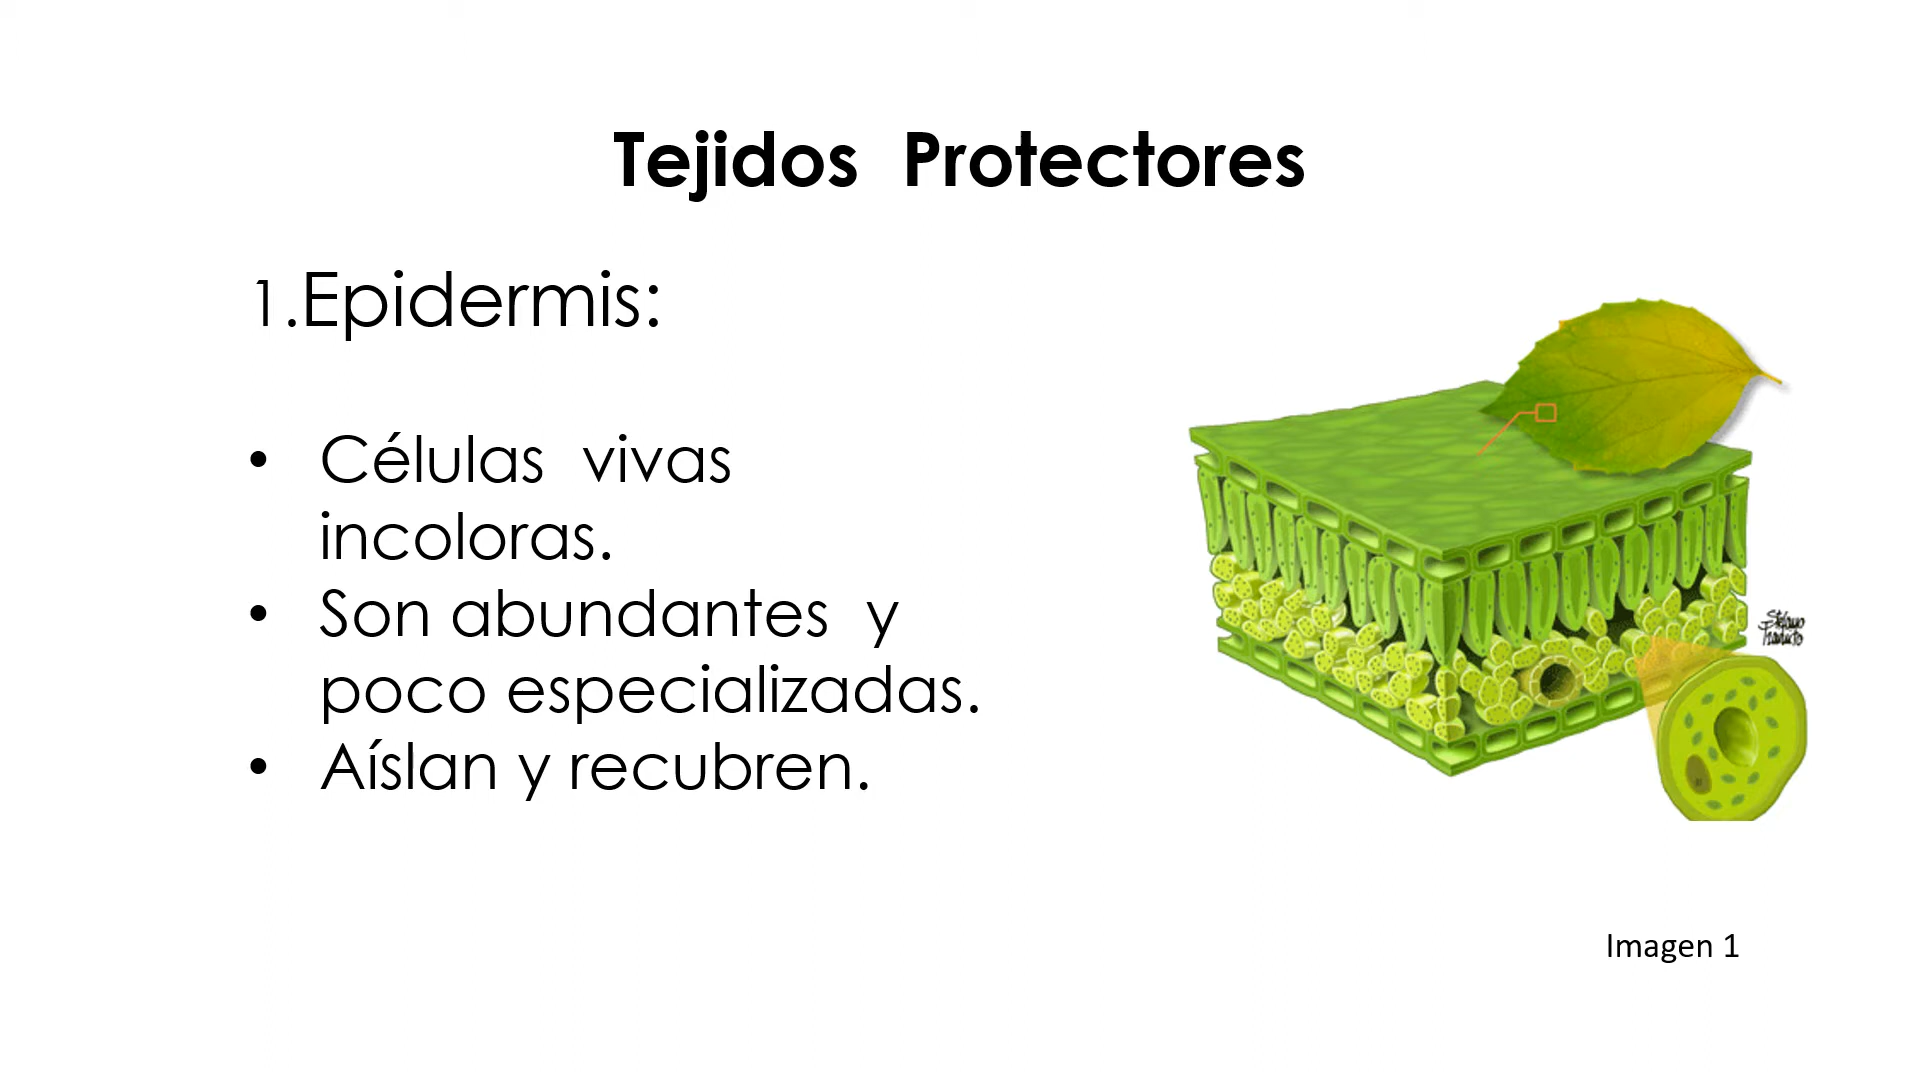 Tejidos Protectores
1.Epidermis:
• Células vivas
incoloras.
• Son abundantes y
poco especializadas.
• Aíslan y recubren.
Imagen 1